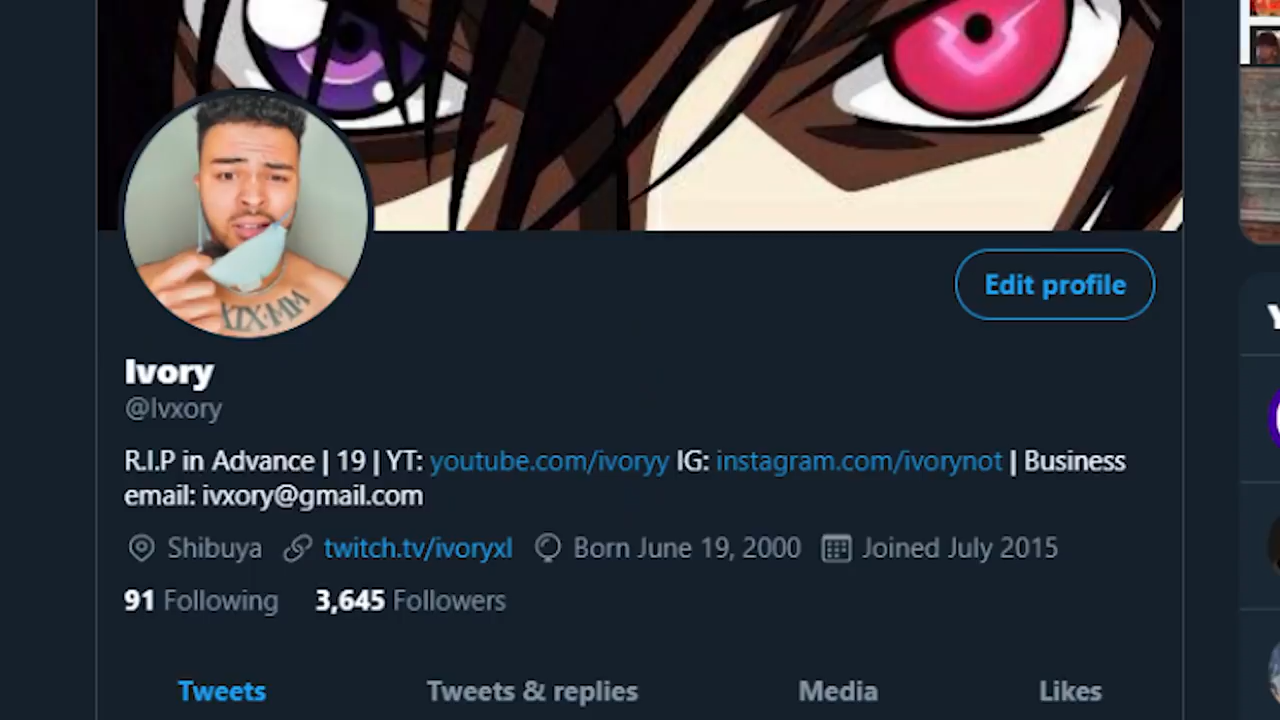 XIX·MM
Edit profile
Ivory
@Ivxory
R.I.P in Advance | 19 | YT: youtube.com/ivoryy IG: instagram.com/ivorynot | Business
email: ivxory@gmail.com
Shibuya twitch.tv/ivoryxl Born June 19, 2000 Joined July 2015
91 Following 3,645 Followers
Tweets Tweets & replies Media Likes